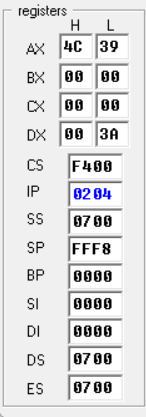 registers
H L
AX 4C 39
BX 00 00
CX 00 00
DX 00 3A
CS F400
IP 0204
SS 0700
SP FFF8
BP 0000
SI 0000
DI 0000
DS 0700
ES 0700